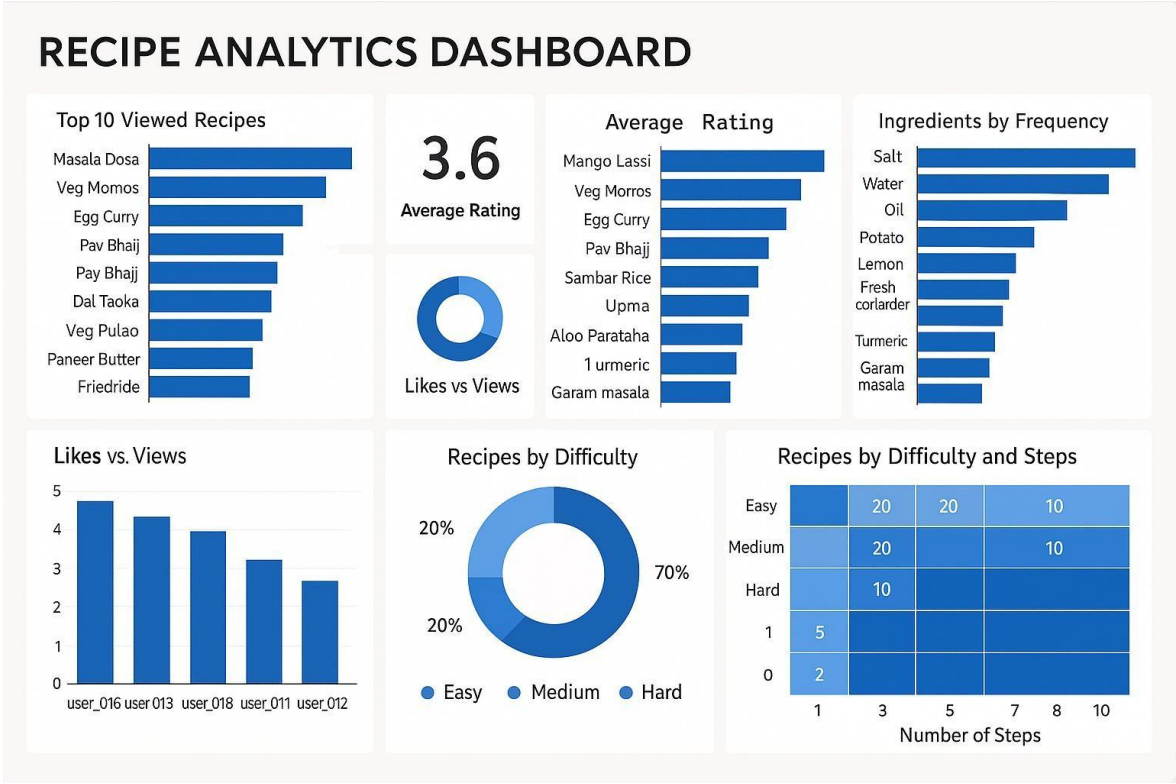 RECIPE ANALYTICS DASHBOARD
Top 10 Viewed Recipes
Masala Dosa
Veg Momos
Egg Curry
Pav Bhaij
Pay Bhajj
Dal Taoka
Veg Pulao
Paneer Butter
Friedride
3.6
Average Rating
Likes vs Views
Average Rating
Mango Lassi
Veg Morros
Egg Curry
Pav Bhajj
Sambar Rice
Upma
Aloo Parataha
1 urmeric
Garam masala
Ingredients by Frequency
Salt
Water
Oil
Potato
Lemon
Fresh
corlarder
Turmeric
Garam
masala
Likes vs. Views
5
4
3
2
1
0
user_016 user 013 user_018 user_011 user_012
Recipes by Difficulty
20%
70%
20%
Easy Medium Hard
Recipes by Difficulty and Steps
Easy 20 20 10
Medium 20 10
Hard 10
1 5
0 2
1 3 5 7 8 10
Number of Steps